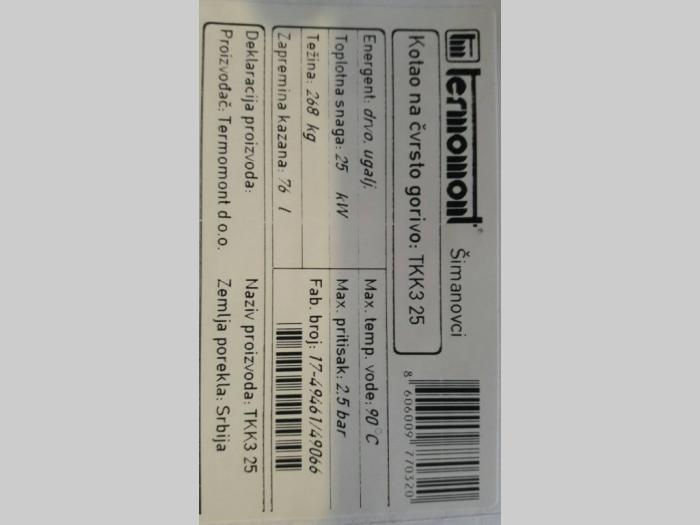 termomont® Šimanovci
Kotao na čvrsto gorivo: TKK3 25
8 606009 770320
Energent: drvo, ugalj. Max. temp. vode: 90°C
Toplotna snaga: 25 kW Max. pritisak: 2,5 bar
Težina: 268 kg Fab. broj: 17-49461/49066
Zapremina kazana: 76 l
Deklaracija proizvoda: Naziv proizvoda: TKK3 25
Proizvođač: Termomont d o.o. Zemlja porekla: Srbija